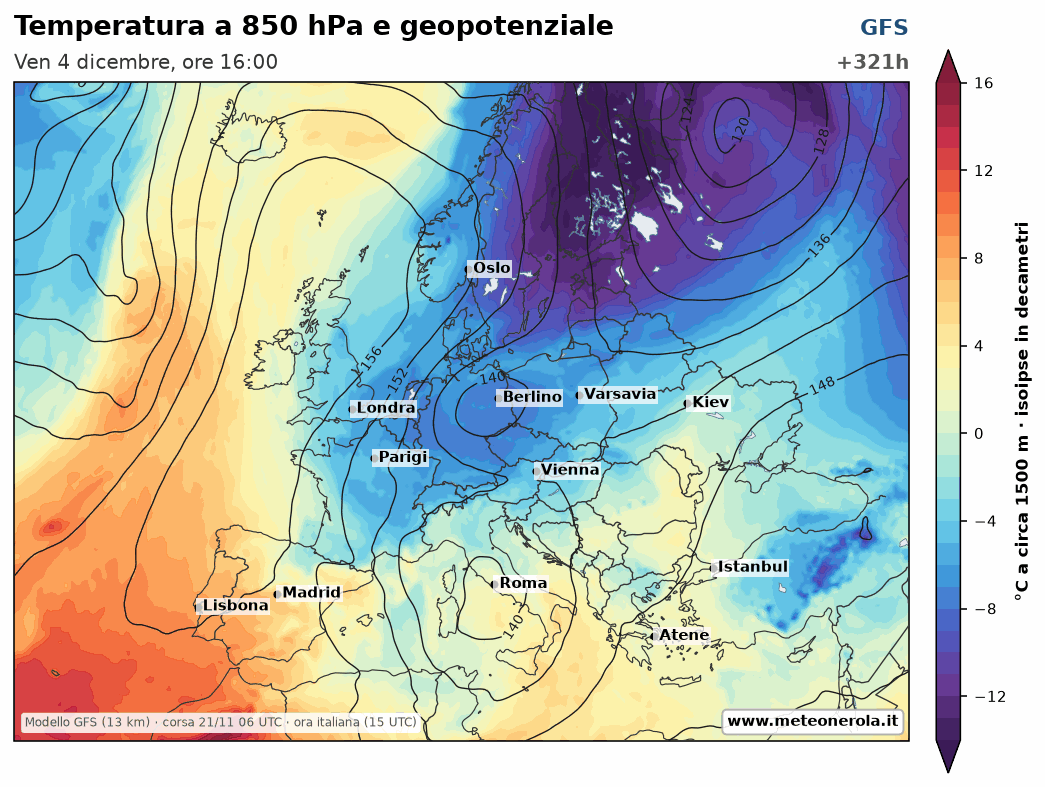 Temperatura a 850 hPa e geopotenziale
GFS
Ven 4 dicembre, ore 16:00
+321h
124
120
128
136
Oslo
156
152
140
148
Berlino
Varsavia
Kiev
Londra
Parigi
Vienna
Istanbul
Roma
Madrid
Lisbona
140
Atene
Modello GFS (13 km) · corsa 21/11 06 UTC · ora italiana (15 UTC)
www.meteonerola.it
16
12
8
4
0
−4
−8
−12
°C a circa 1500 m · isoipse in decametri